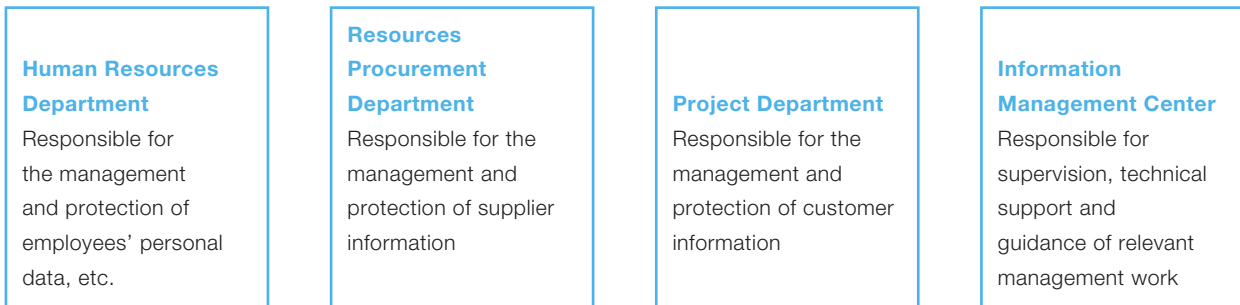 Human Resources
Department
Responsible for
the management
and protection of
employees’ personal
data, etc.
Resources
Procurement
Department
Responsible for the
management and
protection of supplier
information
Project Department
Responsible for the
management and
protection of customer
information
Information
Management Center
Responsible for
supervision, technical
support and
guidance of relevant
management work